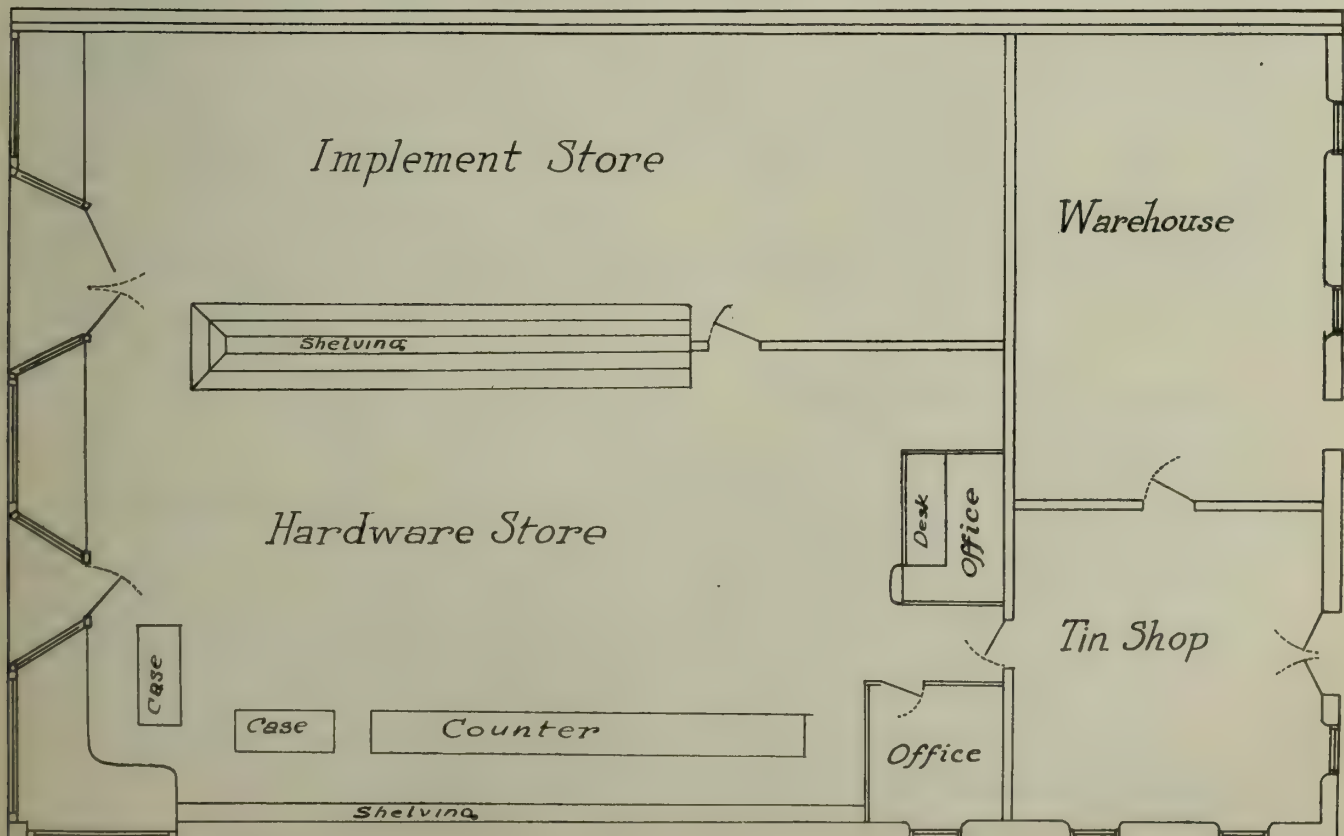 Implement Store
Warehouse
Shelving
Hardware Store
Desk
Office
Tin Shop
Case
Case
Counter
Office
Shelving